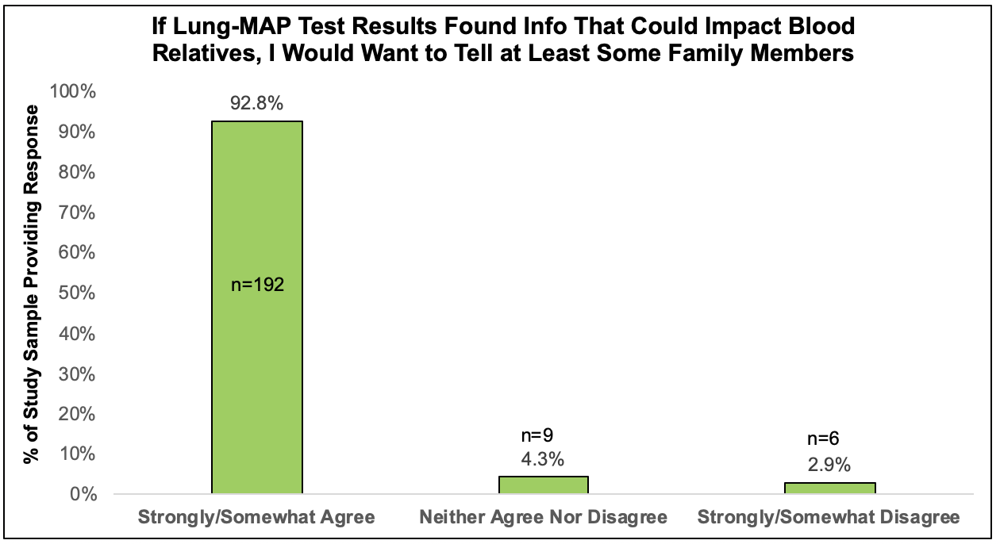 If Lung-MAP Test Results Found Info That Could Impact Blood
Relatives, I Would Want to Tell at Least Some Family Members
% of Study Sample Providing Response
100%
90%
80%
70%
60%
50%
40%
30%
20%
10%
0%
92.8%
n=192
n=9
4.3%
n=6
2.9%
Strongly/Somewhat Agree
Neither Agree Nor Disagree
Strongly/Somewhat Disagree